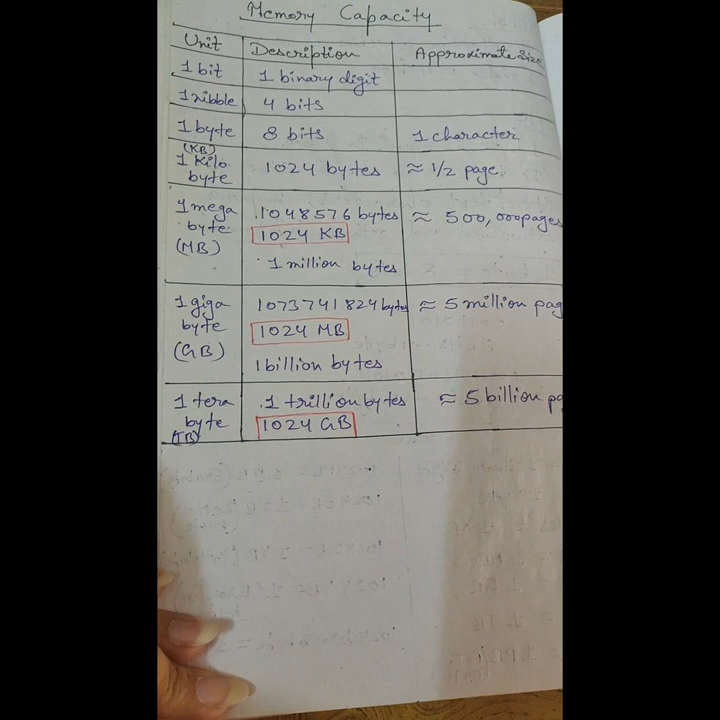 Memory Capacity
Unit Description Approximate Size
1 bit 1 binary digit
1 nibble 4 bits
1 byte 8 bits 1 character
(KB)
1 Kilo byte 1024 bytes ≈ 1/2 page
1 mega byte (MB) 1048576 bytes ≈ 500,000 pages
1024 KB
1 million bytes
1 giga byte (GB) 1073741824 bytes ≈ 5 million pag
1024 MB
1 billion bytes
1 tera byte (TB) 1 trillion bytes ≈ 5 billion pa
1024 GB